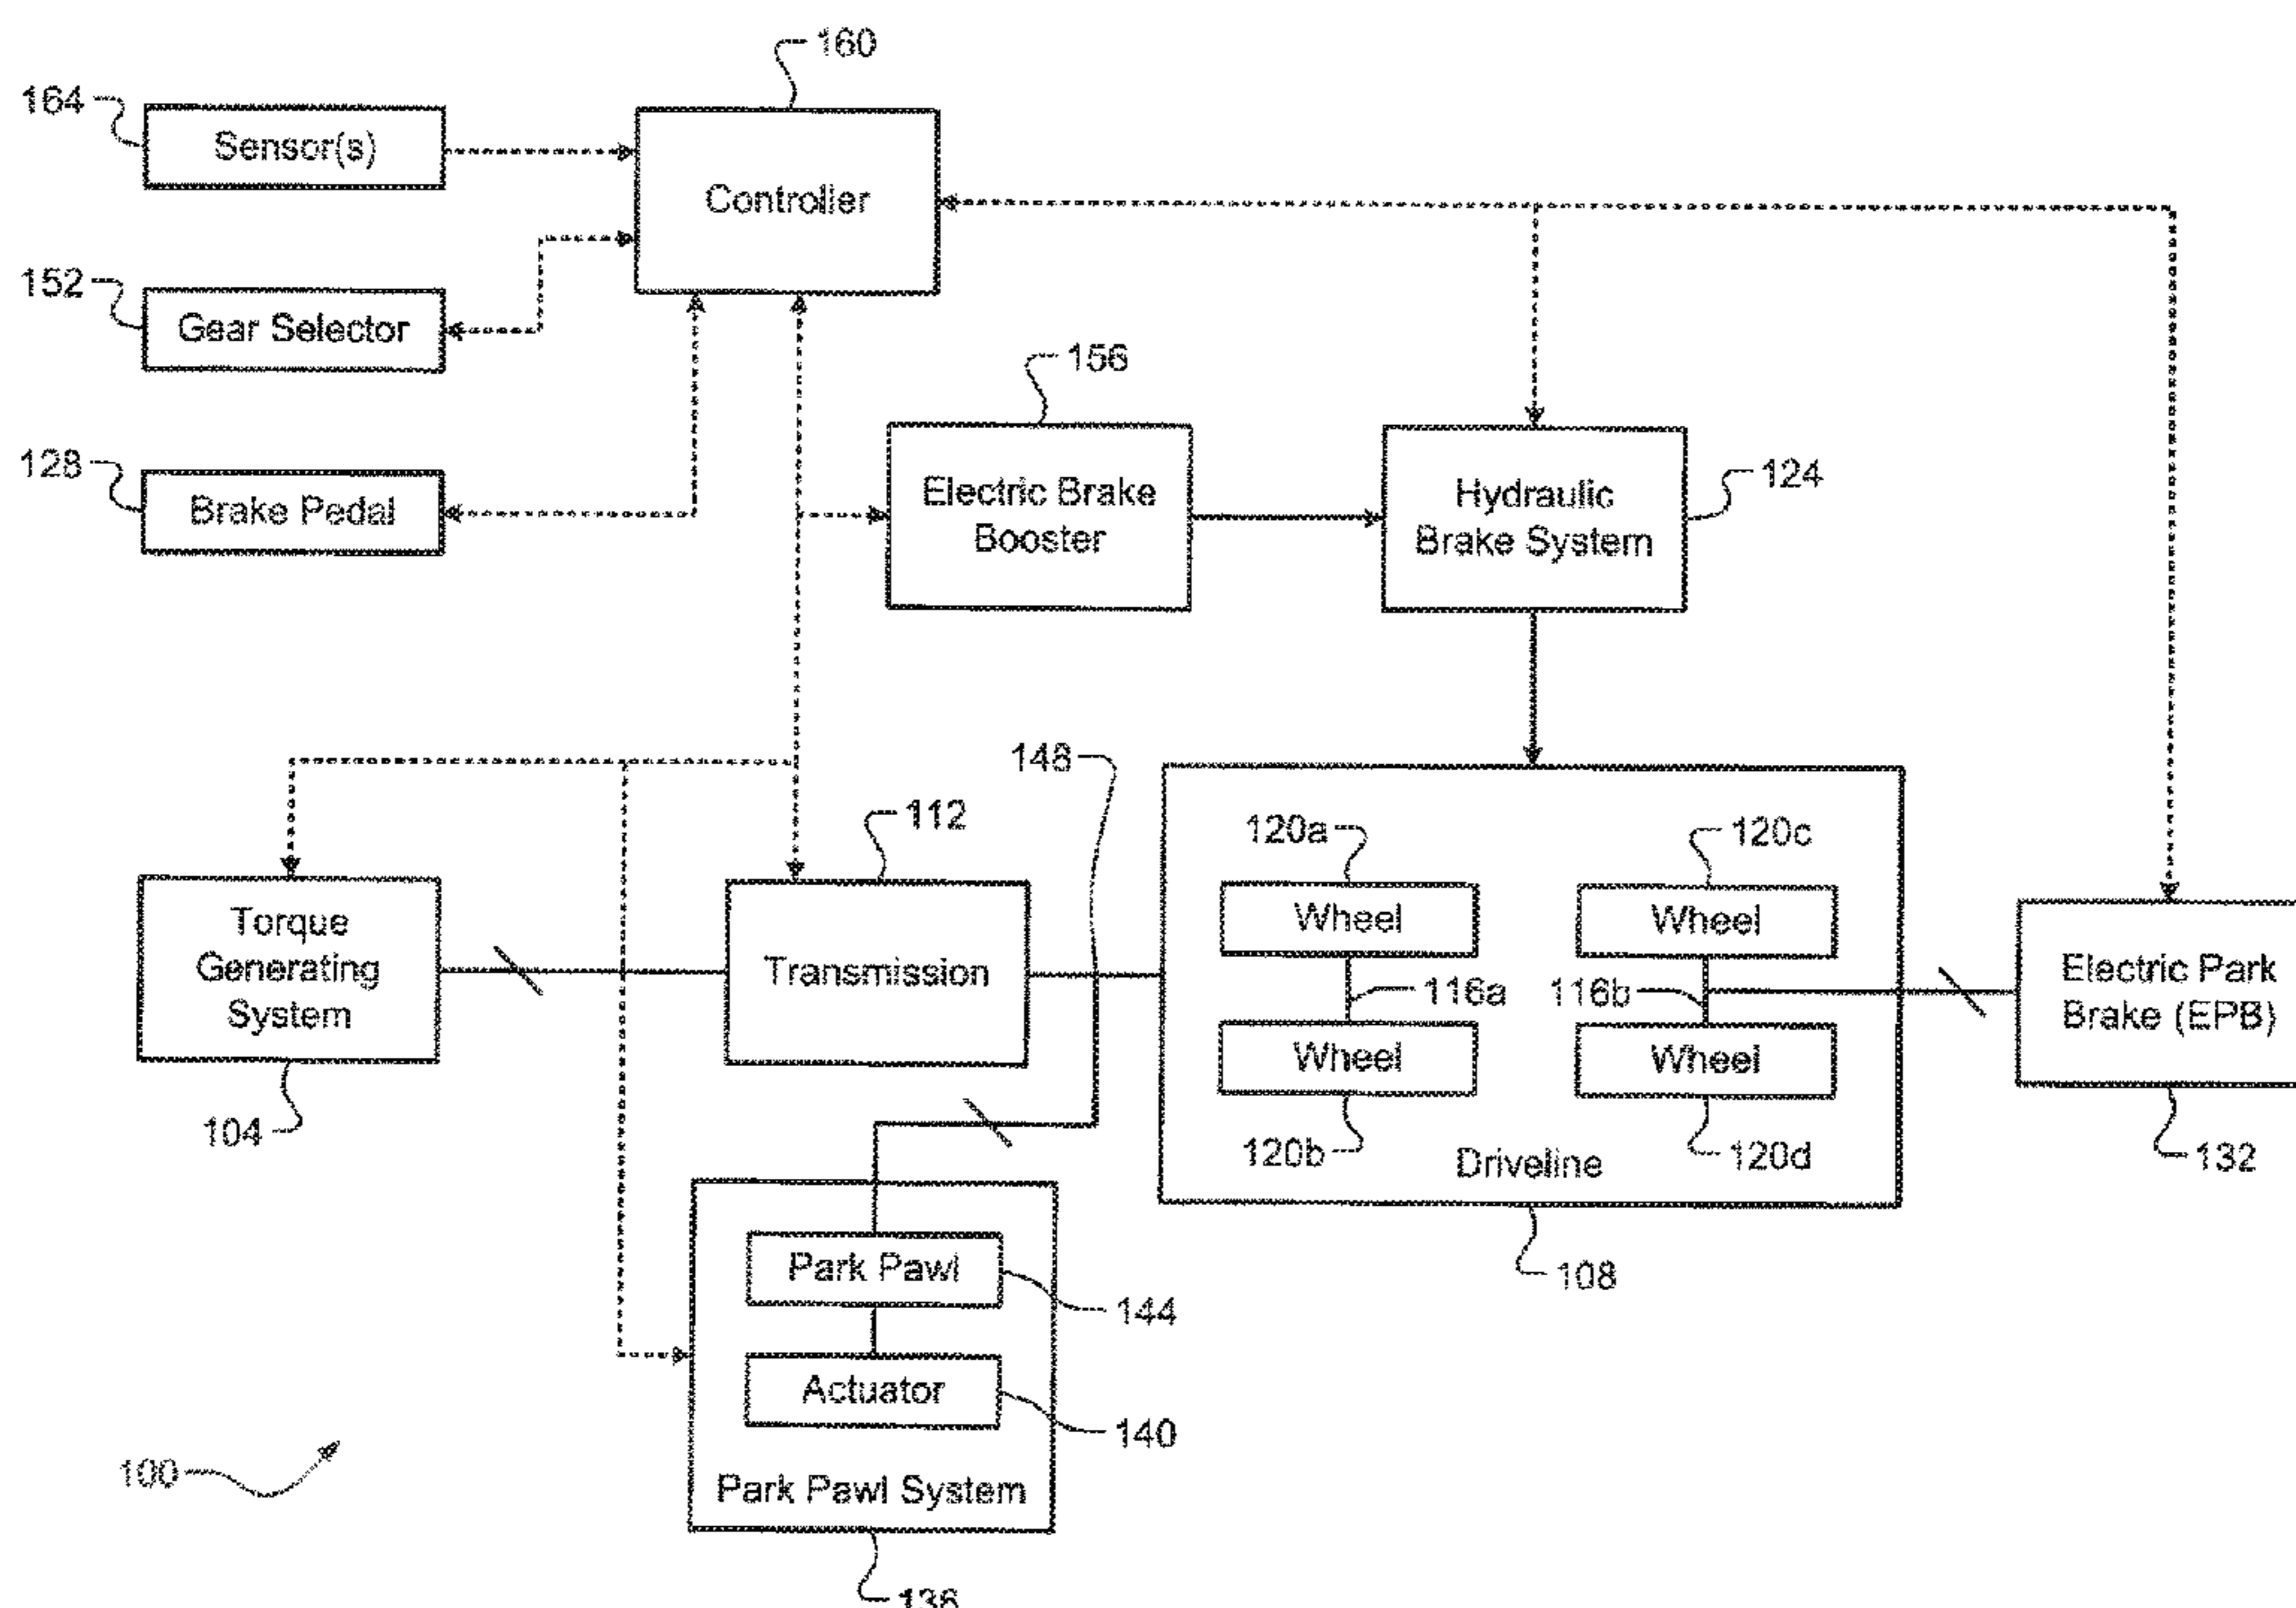 160
164
Sensor(s)
Controller
152
Gear Selector
156
128
Brake Pedal
Electric Brake
Booster
Hydraulic
Brake System
124
148
112
120a
120c
Torque
Generating
System
Transmission
Wheel
Wheel
116a
116b
Electric Park
Brake (EPB)
Wheel
Wheel
104
120b
Driveline
120d
132
Park Pawl
108
144
Actuator
140
100
Park Pawl System
136